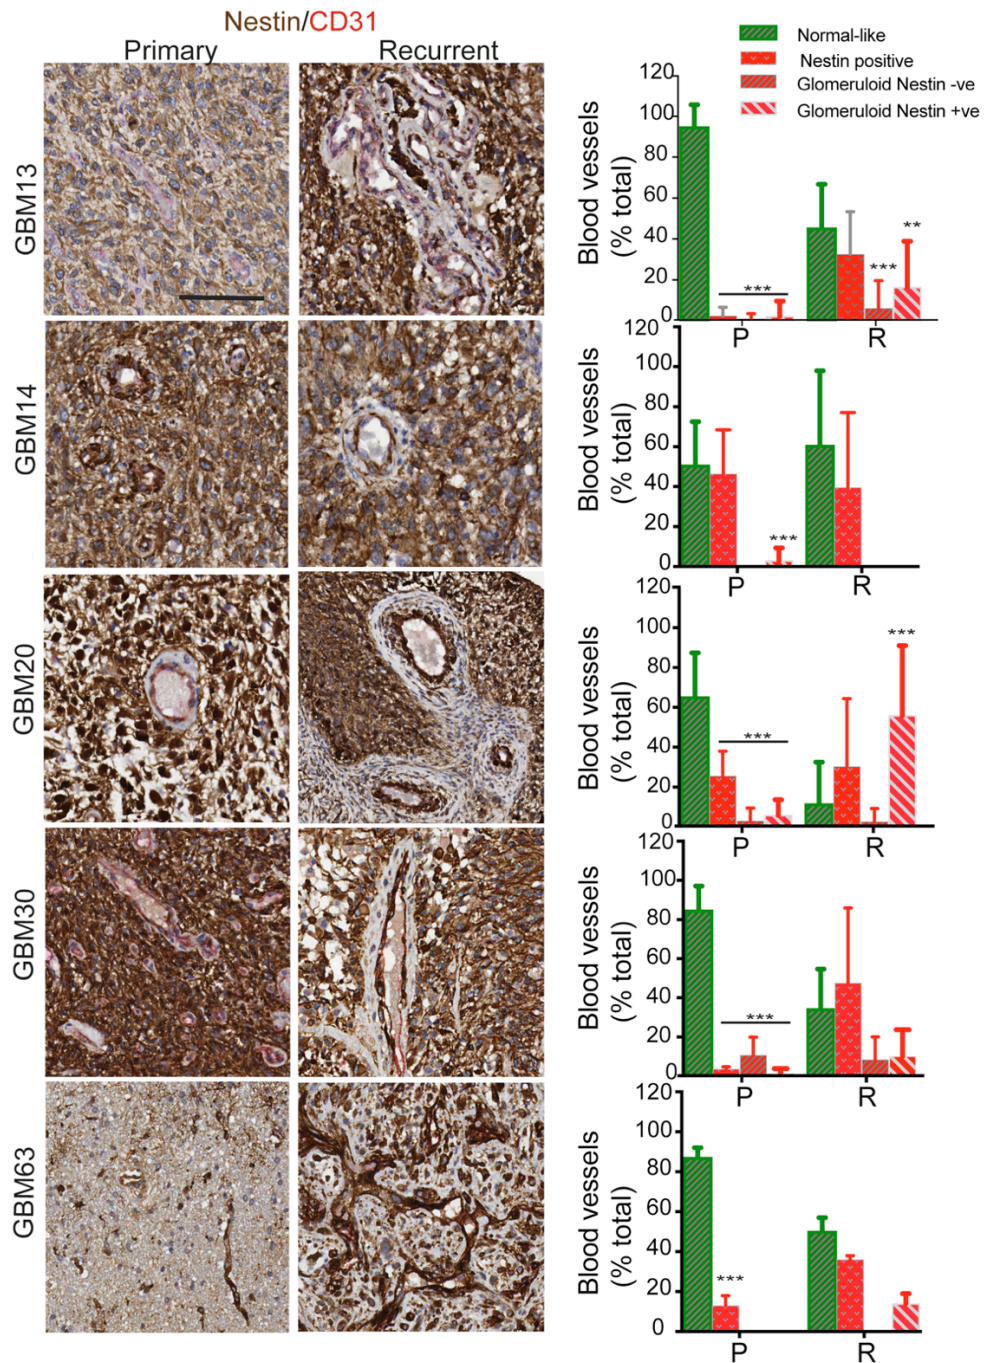 Nestin/CD31
Primary
Recurrent
Normal-like
Nestin positive
Glomeruloid Nestin -ve
Glomeruloid Nestin +ve
GBM13
Blood vessels
(% total)
120
100
80
60
40
20
0
***
***
**
P
R
GBM14
Blood vessels
(% total)
120
100
80
60
40
20
0
***
P
R
GBM20
Blood vessels
(% total)
120
100
80
60
40
20
0
***
***
P
R
GBM30
Blood vessels
(% total)
120
100
80
60
40
20
0
***
P
R
GBM63
Blood vessels
(% total)
120
100
80
60
40
20
0
***
P
R